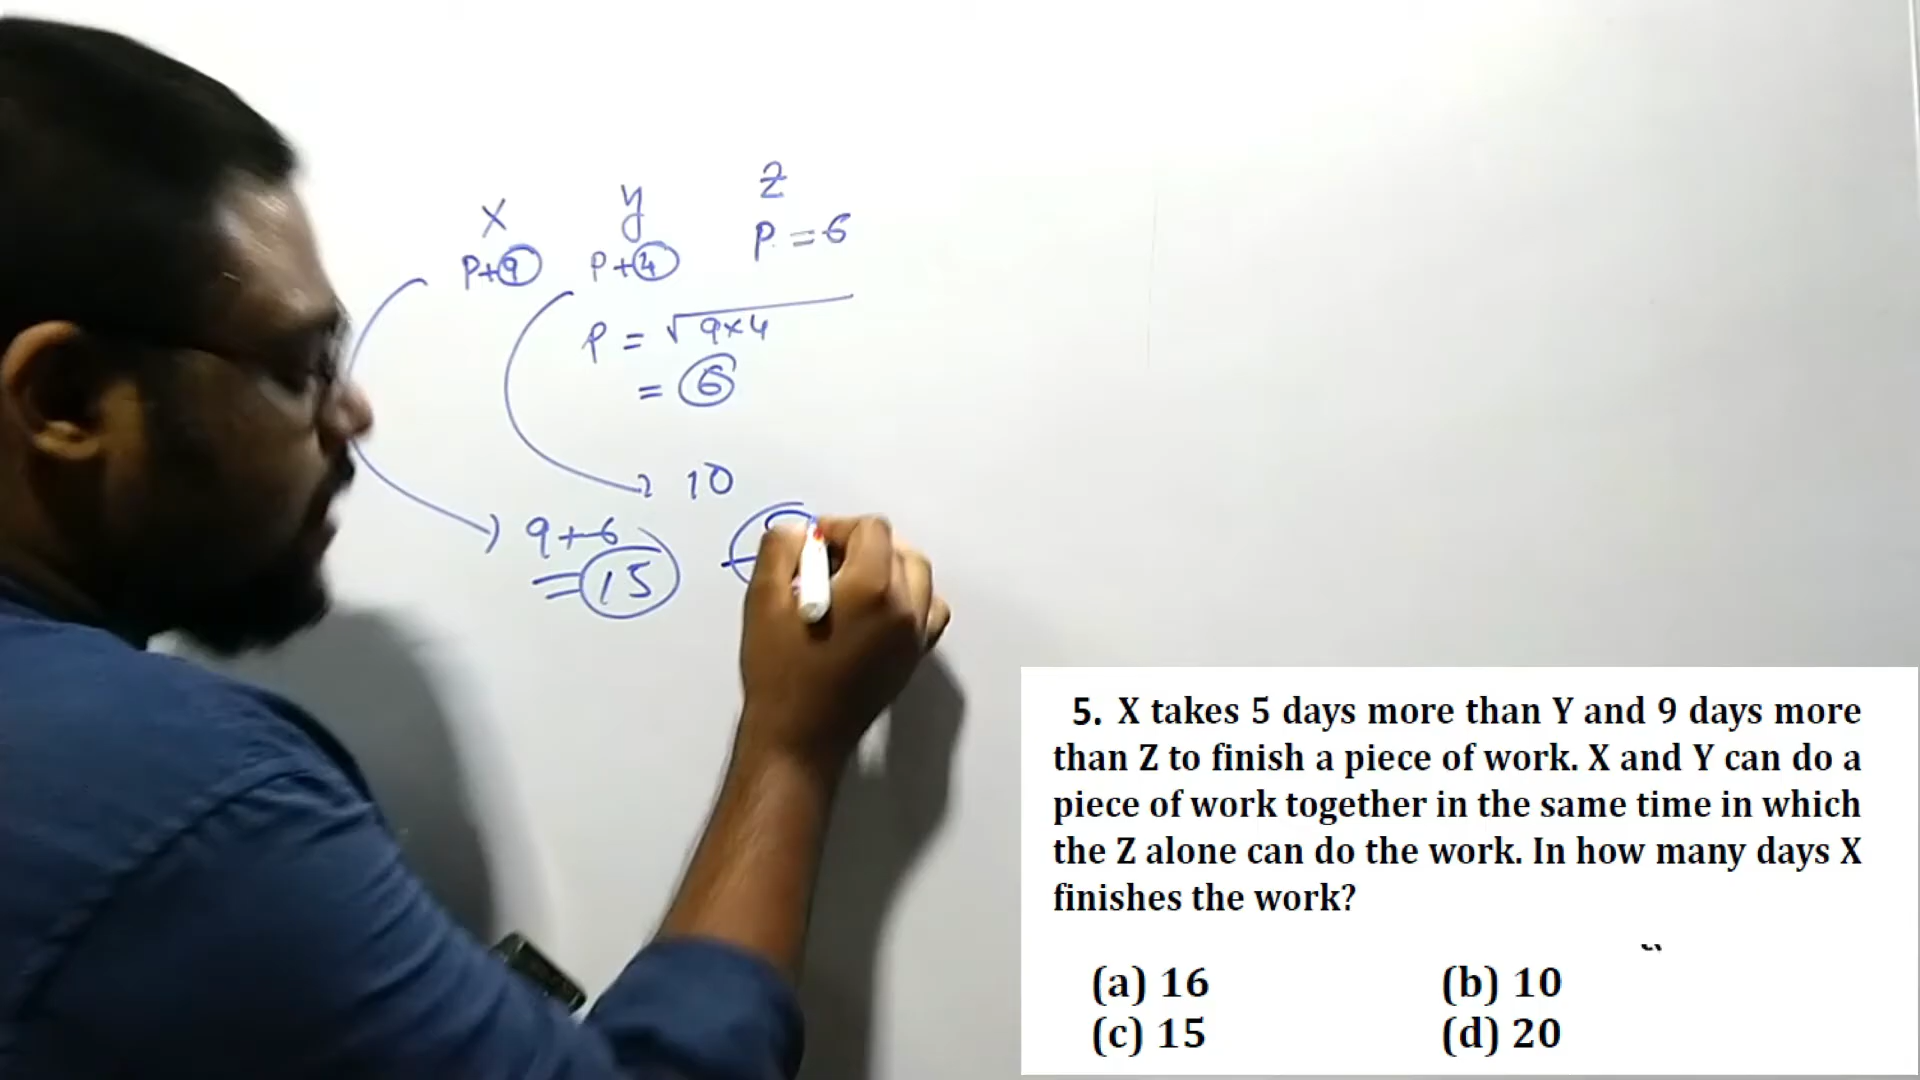 X y Z
P+9 P+4 P=6
P = √9×4
= 6
10
9+6
=15
5. X takes 5 days more than Y and 9 days more
than Z to finish a piece of work. X and Y can do a
piece of work together in the same time in which
the Z alone can do the work. In how many days X
finishes the work?
(a) 16 (b) 10
(c) 15 (d) 20